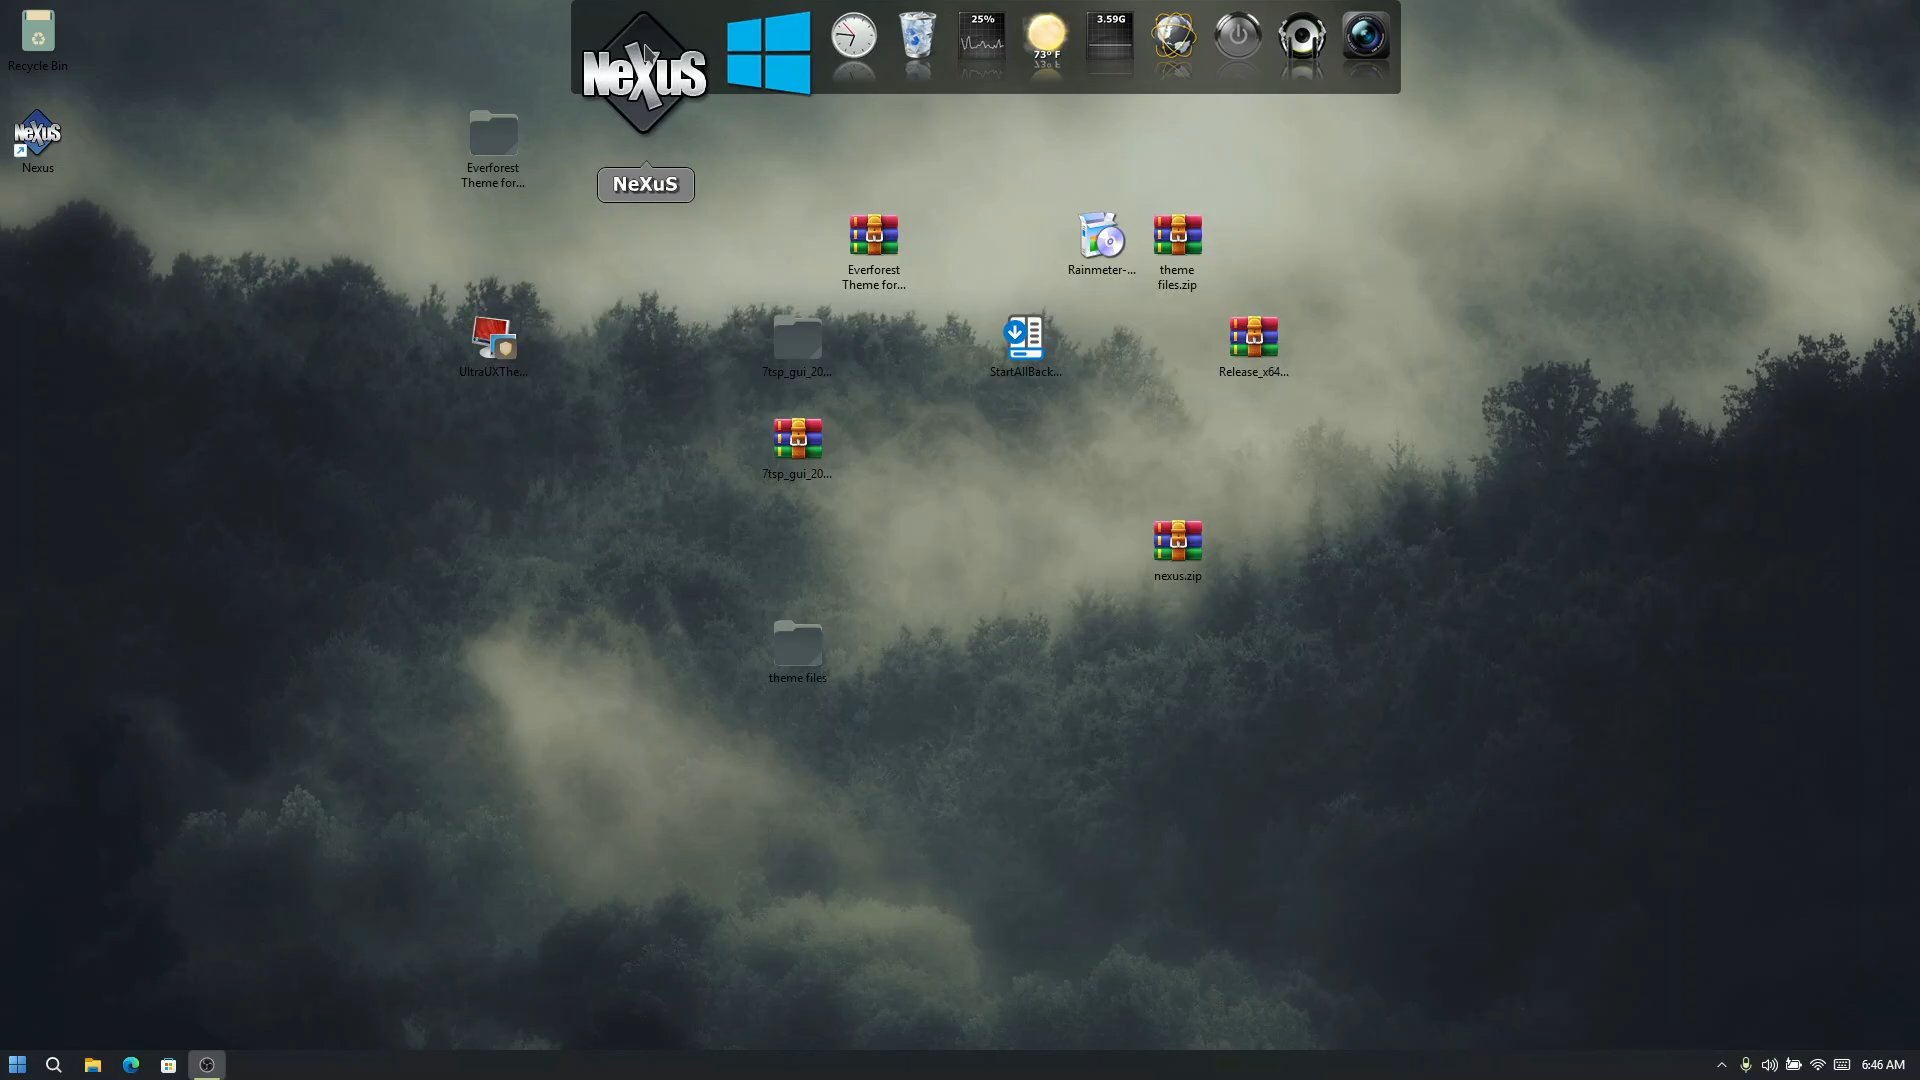 Recycle Bin
NeXuS
25%
73° F
3.59G
NeXuS
Nexus
Everforest
Theme for...
NeXuS
Everforest
Theme for...
Rainmeter-...
theme
files.zip
UltraUXThe...
7tsp_gui_20...
StartAllBack...
Release_x64...
7tsp_gui_20...
nexus.zip
theme files
6:46 AM